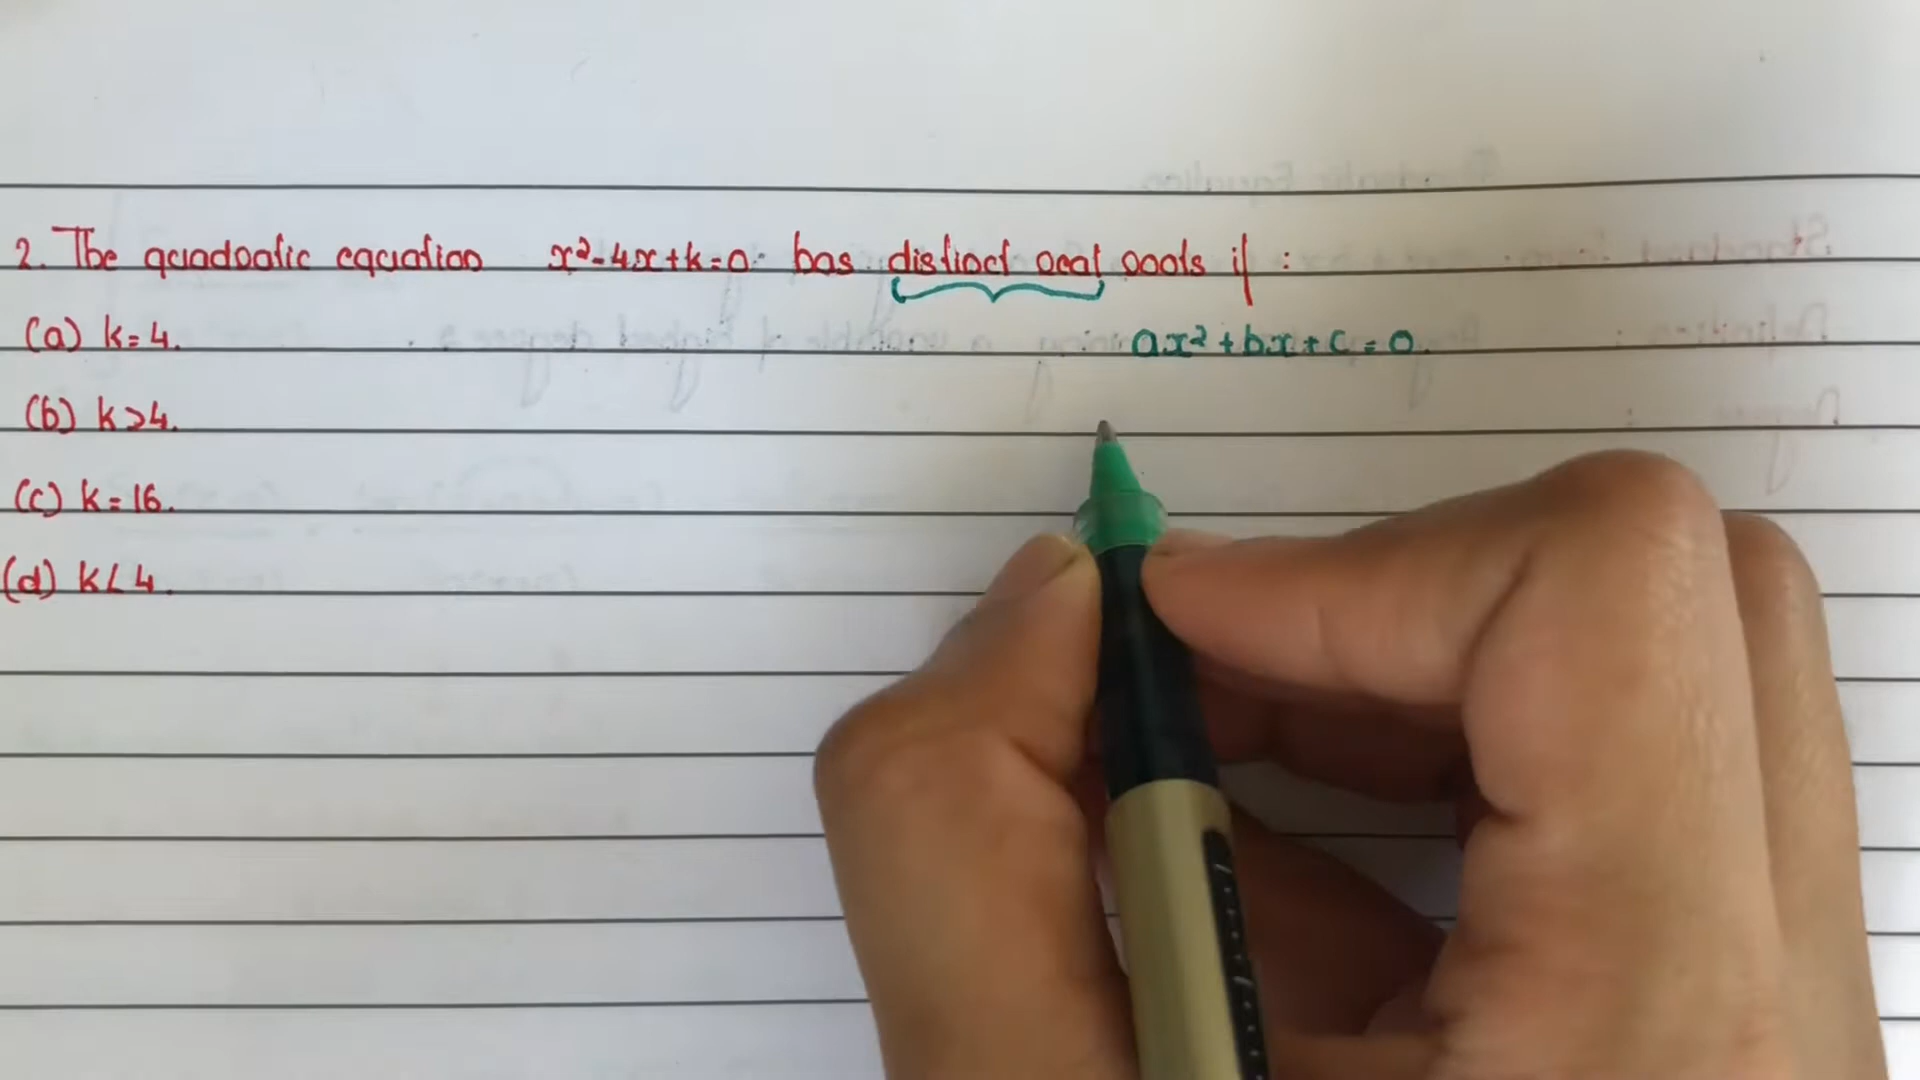 2. The quadratic equation x²-4x+k=0 has distinct real roots if :
(a) k=4.
ax²+bx+c=0.
(b) k>4.
(c) k=16.
(d) k<4.